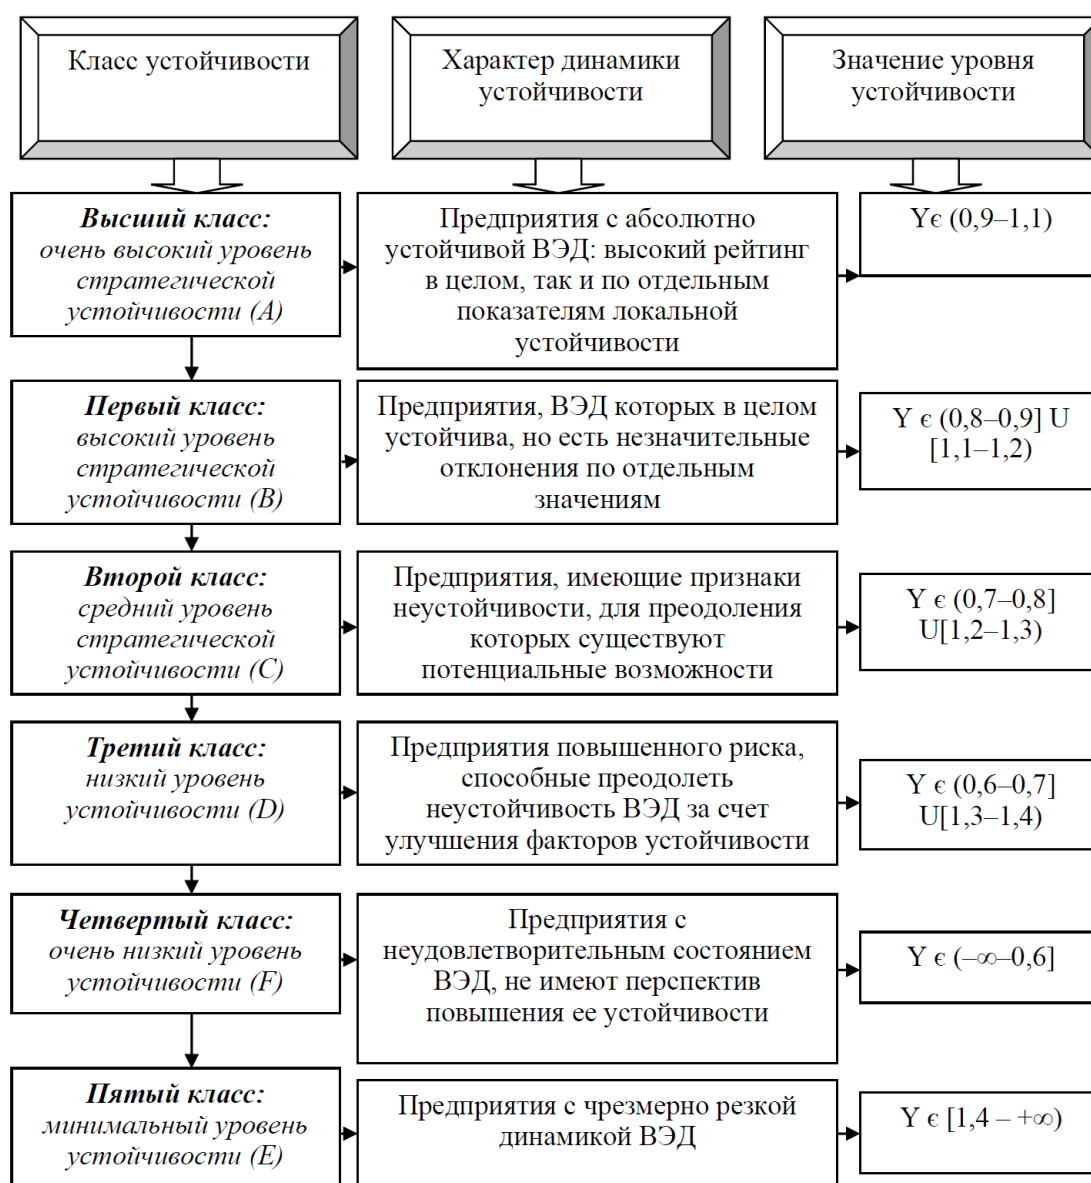 Класс устойчивости
Характер динамики
устойчивости
Значение уровня
устойчивости
Высший класс:
очень высокий уровень
стратегической
устойчивости (А)
Предприятия с абсолютно
устойчивой ВЭД: высокий рейтинг
в целом, так и по отдельным
показателям локальной
устойчивости
Yє (0,9–1,1)
Первый класс:
высокий уровень
стратегической
устойчивости (В)
Предприятия, ВЭД которых в целом
устойчива, но есть незначительные
отклонения по отдельным
значениям
Y є (0,8–0,9] U
[1,1–1,2)
Второй класс:
средний уровень
стратегической
устойчивости (С)
Предприятия, имеющие признаки
неустойчивости, для преодоления
которых существуют
потенциальные возможности
Y є (0,7–0,8]
U[1,2–1,3)
Третий класс:
низкий уровень
устойчивости (D)
Предприятия повышенного риска,
способные преодолеть
неустойчивость ВЭД за счет
улучшения факторов устойчивости
Y є (0,6–0,7]
U[1,3–1,4)
Четвертый класс:
очень низкий уровень
устойчивости (F)
Предприятия с
неудовлетворительным состоянием
ВЭД, не имеют перспектив
повышения ее устойчивости
Y є (–∞–0,6]
Пятый класс:
минимальный уровень
устойчивости (Е)
Предприятия с чрезмерно резкой
динамикой ВЭД
Y є [1,4 – +∞)